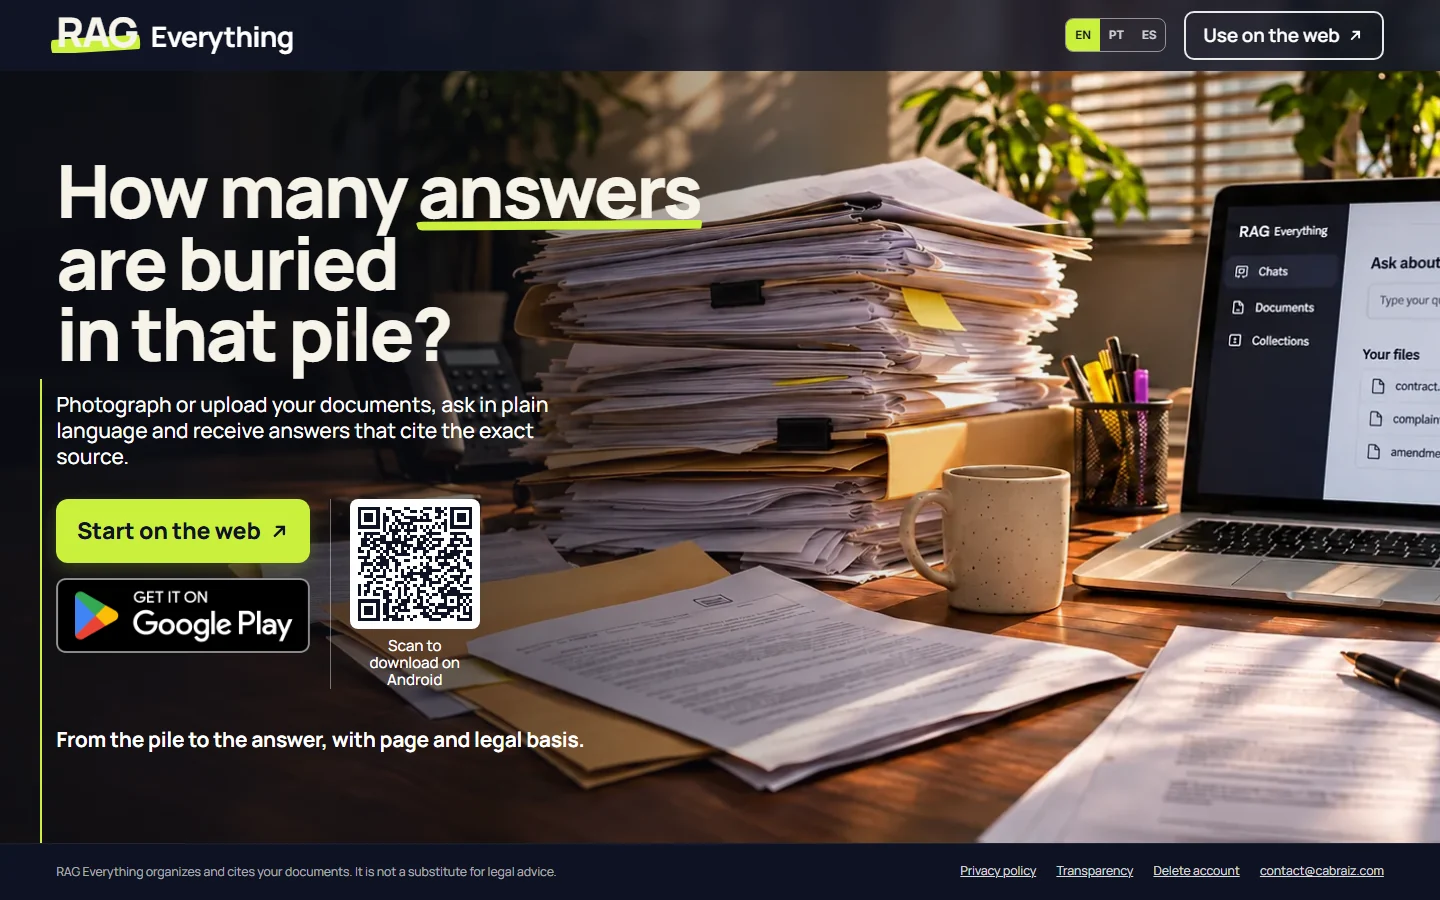 RAG Everything
EN PT ES
Use on the web
How many answers
are buried
in that pile?
Photograph or upload your documents, ask in plain
language and receive answers that cite the exact
source.
Start on the web
GET IT ON
Google Play
Scan to
download on
Android
From the pile to the answer, with page and legal basis.
RAG Everything
Chats
Documents
Collections
Ask about
Type your
Your files
contract.
RAG Everything organizes and cites your documents. It is not a substitute for legal advice.
Privacy policy
Transparency
Delete account
contact@cabraiz.com